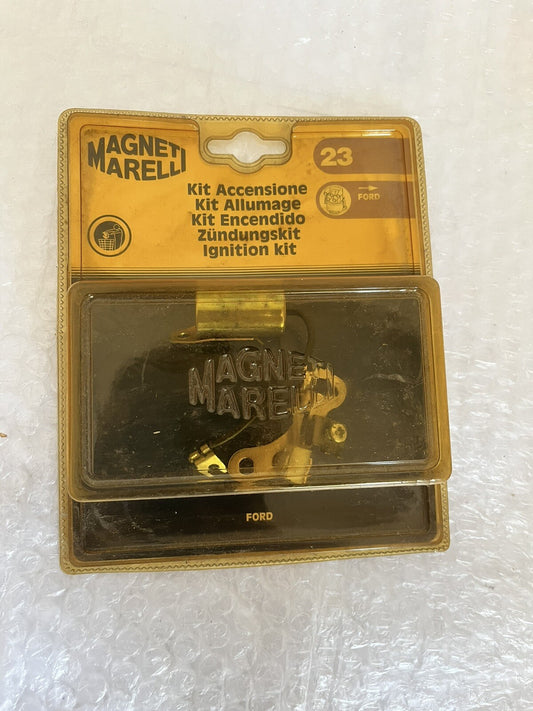 MAGNETI
MARELLI
23
FORD
Kit Accensione
Kit Allumage
Kit Encendido
Zündungskit
Ignition kit
MAGNETI
MARELLI
FORD